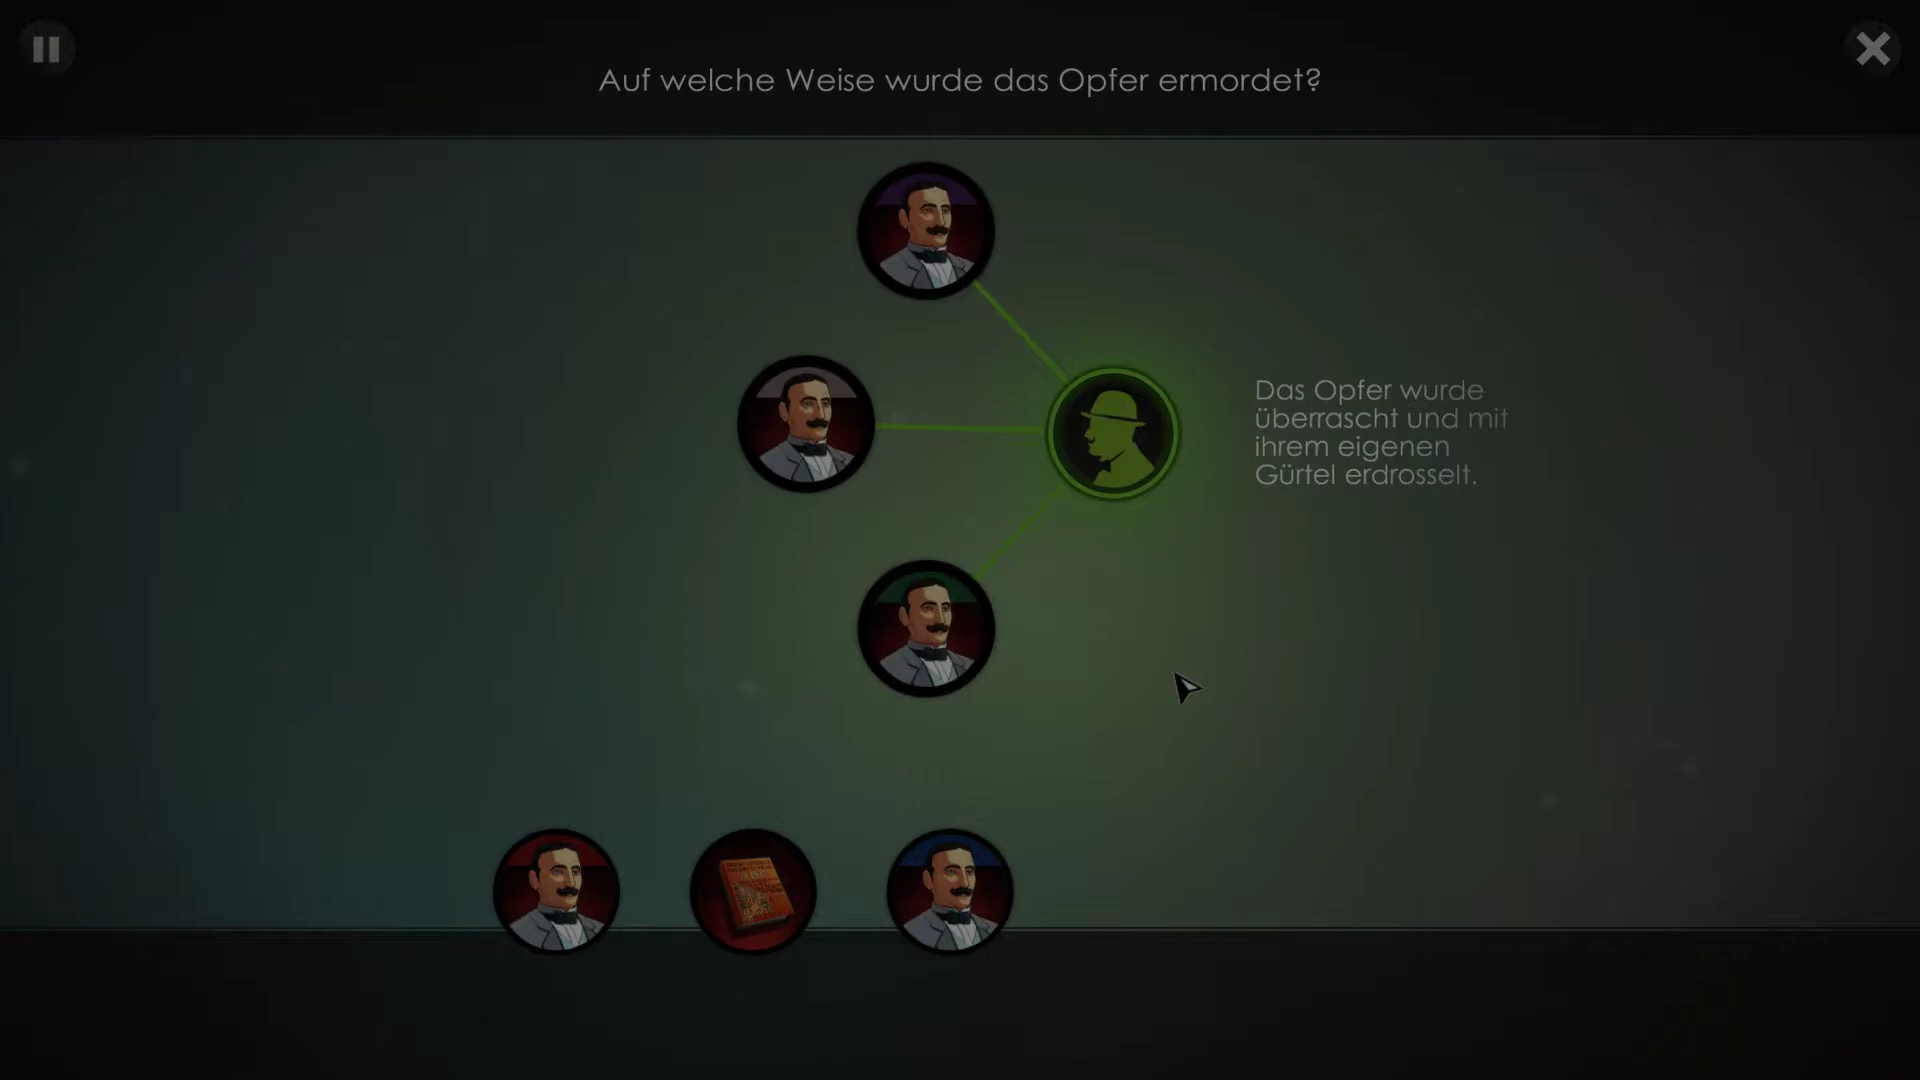 Auf welche Weise wurde das Opfer ermordet?
Das Opfer wurde
überrascht und mit
ihrem eigenen
Gürtel erdrosselt.